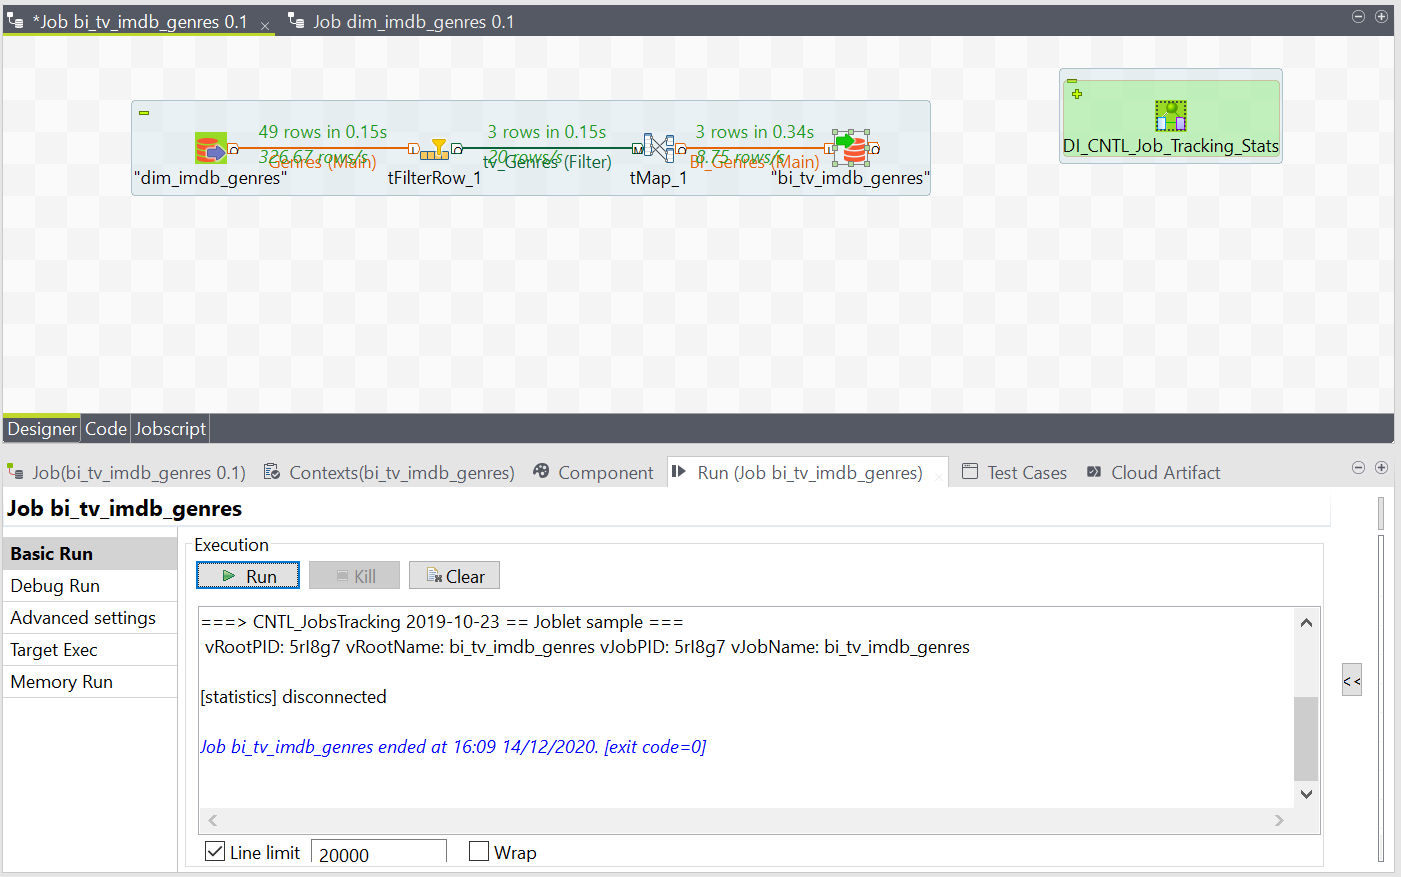 *Job bi_tv_imdb_genres 0.1
Job dim_imdb_genres 0.1
49 rows in 0.15s
326.67 rows/s
Genres (Main)
"dim_imdb_genres"
tFilterRow_1
3 rows in 0.15s
20 rows/s
tv_Genres (Filter)
tMap_1
3 rows in 0.34s
8.75 rows/s
BI_Genres (Main)
"bi_tv_imdb_genres"
DI_CNTL_Job_Tracking_Stats
Designer Code Jobscript
Job(bi_tv_imdb_genres 0.1) Contexts(bi_tv_imdb_genres) Component Run (Job bi_tv_imdb_genres) Test Cases Cloud Artifact
Job bi_tv_imdb_genres
Basic Run
Debug Run
Advanced settings
Target Exec
Memory Run
Execution
Run Kill Clear
===> CNTL_JobsTracking 2019-10-23 == Joblet sample ===
vRootPID: 5rI8g7 vRootName: bi_tv_imdb_genres vJobPID: 5rI8g7 vJobName: bi_tv_imdb_genres
[statistics] disconnected
Job bi_tv_imdb_genres ended at 16:09 14/12/2020. [exit code=0]
<<
Line limit 20000 Wrap